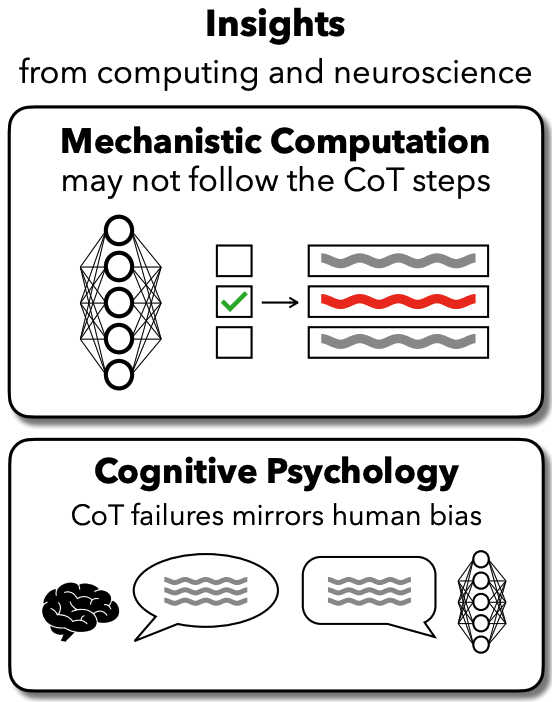 Insights
from computing and neuroscience
Mechanistic Computation
may not follow the CoT steps
Cognitive Psychology
CoT failures mirrors human bias